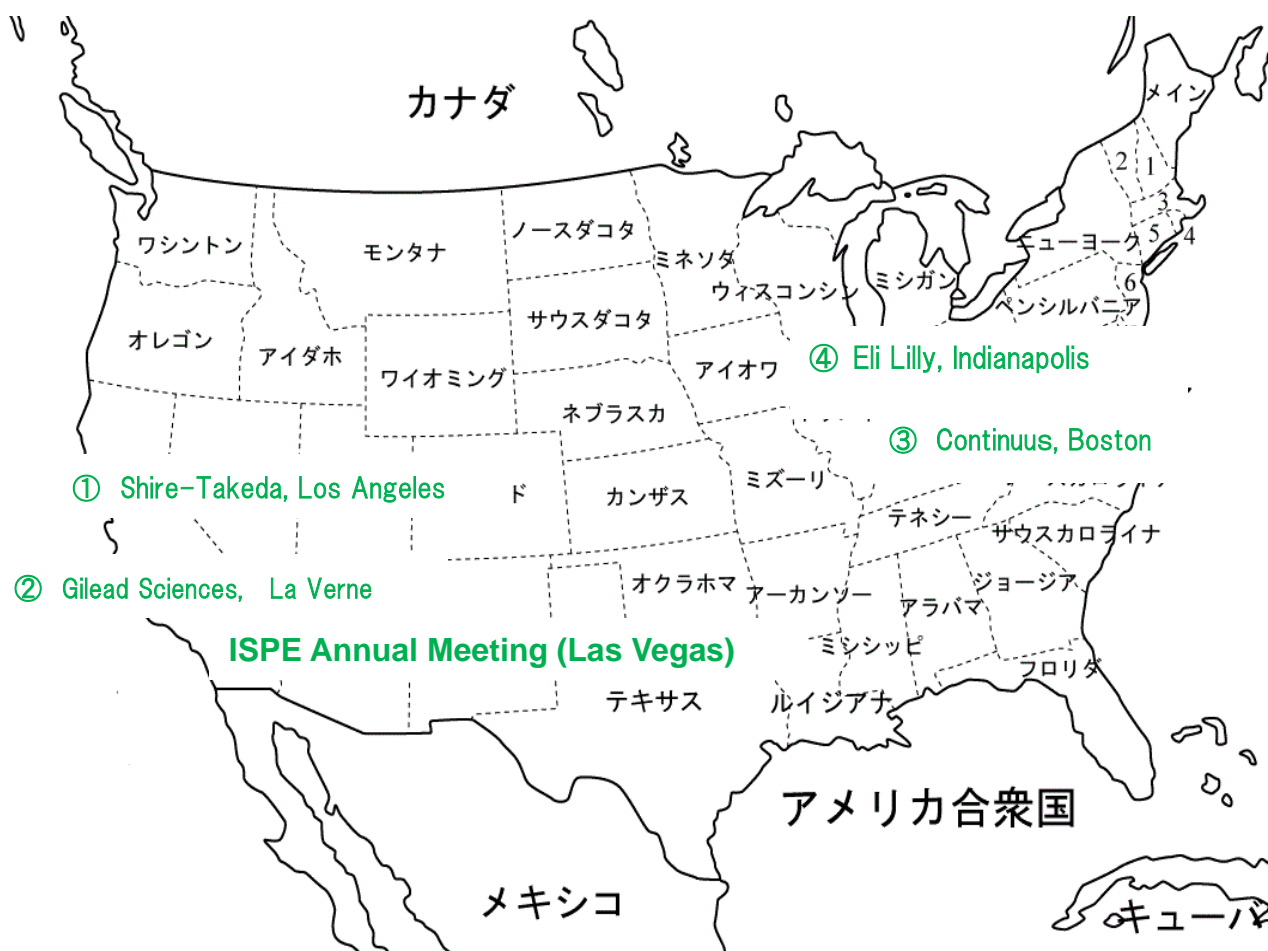 カナダ
メイン
2
1
3
ワシントン
モンタナ
ノースダコタ
ミネソタ
ニューヨーク
5
4
ウィスコンシン
ミシガン
6
ペンシルバニア
オレゴン
アイダホ
サウスダコタ
ワイオミング
アイオワ
④ Eli Lilly, Indianapolis
ネブラスカ
③ Continuus, Boston
① Shire-Takeda, Los Angeles
ド
カンザス
ミズーリ
テネシー
サウスカロライナ
② Gilead Sciences, La Verne
オクラホマ
アーカンソー
アラバマ
ジョージア
ISPE Annual Meeting (Las Vegas)
ミシシッピ
フロリダ
テキサス
ルイジアナ
アメリカ合衆国
メキシコ
キューバ